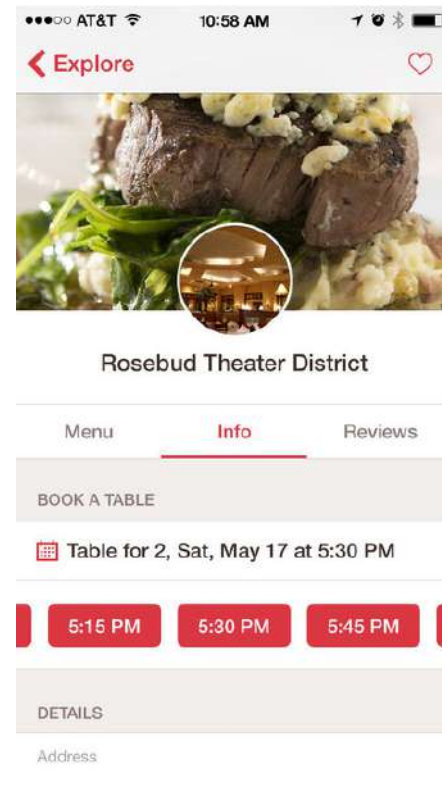 ●●●○○ AT&T 10:58 AM
Explore
Rosebud Theater District
Menu Info Reviews
BOOK A TABLE
Table for 2, Sat, May 17 at 5:30 PM
5:15 PM 5:30 PM 5:45 PM
DETAILS
Address